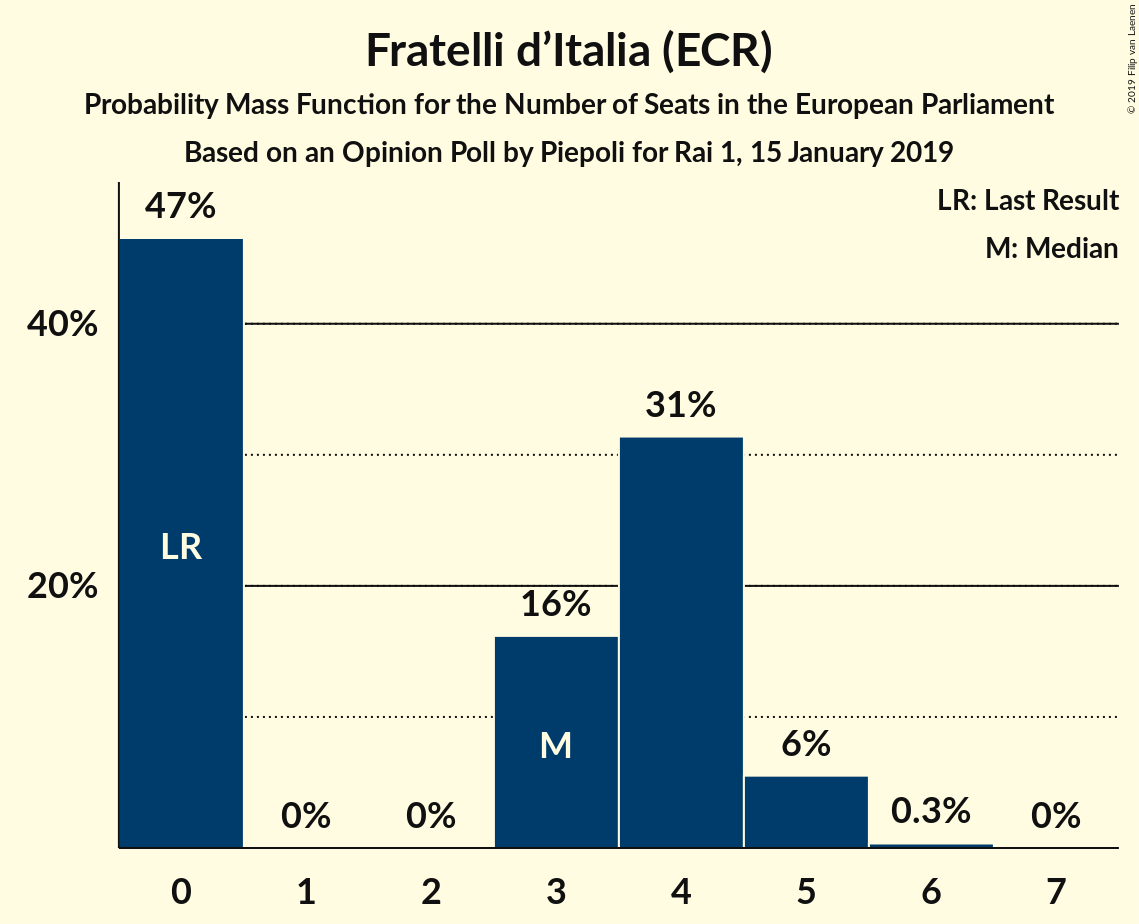 Fratelli d’Italia (ECR)
Probability Mass Function for the Number of Seats in the European Parliament
Based on an Opinion Poll by Piepoli for Rai 1, 15 January 2019
© 2019 Filip van Laenen
LR: Last Result
M: Median
47%
40%
31%
LR
20%
16%
M
6%
0%
0%
0.3%
0%
0
1
2
3
4
5
6
7